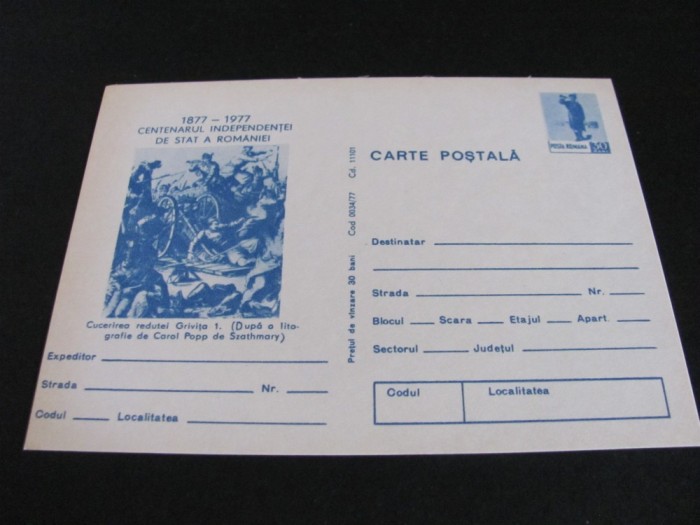 1877 – 1977
CENTENARUL INDEPENDENȚEI
DE STAT A ROMÂNIEI
Cucerirea redutei Grivița 1. (După a lito-
grafie de Carol Popp de Szathmary)
Expeditor
Strada Nr.
Codul Localitatea
Prețul de vînzare 30 bani Cod 0034/77 Cd. 11101
CARTE POȘTALĂ
POȘTA ROMÂNĂ
Destinatar
Strada Nr.
Blocul Scara Etajul Apart.
Sectorul Județul
Codul Localitatea